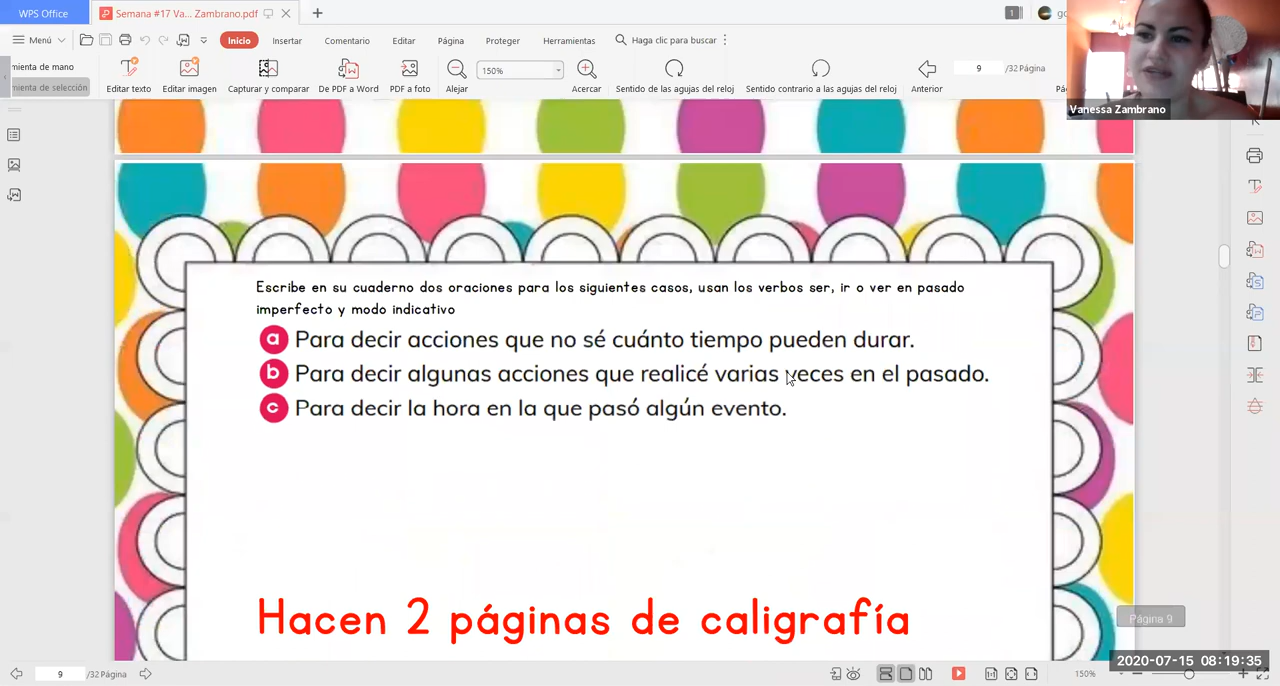 WPS Office
Semana #17 Va... Zambrano.pdf
1
Menú
Inicio
Insertar
Comentario
Editar
Página
Proteger
Herramientas
Haga clic para buscar
mienta de mano
mienta de selección
Editar texto
Editar imagen
Capturar y comparar
De PDF a Word
PDF a foto
Alejar
150%
Acercar
Sentido de las agujas del reloj
Sentido contrario a las agujas del reloj
Anterior
9
/32 Página
Vanessa Zambrano
Escribe en su cuaderno dos oraciones para los siguientes casos, usan los verbos ser, ir o ver en pasado
imperfecto y modo indicativo
a Para decir acciones que no sé cuánto tiempo pueden durar.
b Para decir algunas acciones que realicé varias veces en el pasado.
c Para decir la hora en la que pasó algún evento.
Hacen 2 páginas de caligrafía
Página 9
2020-07-15 08:19:35
9
/32 Página
150%